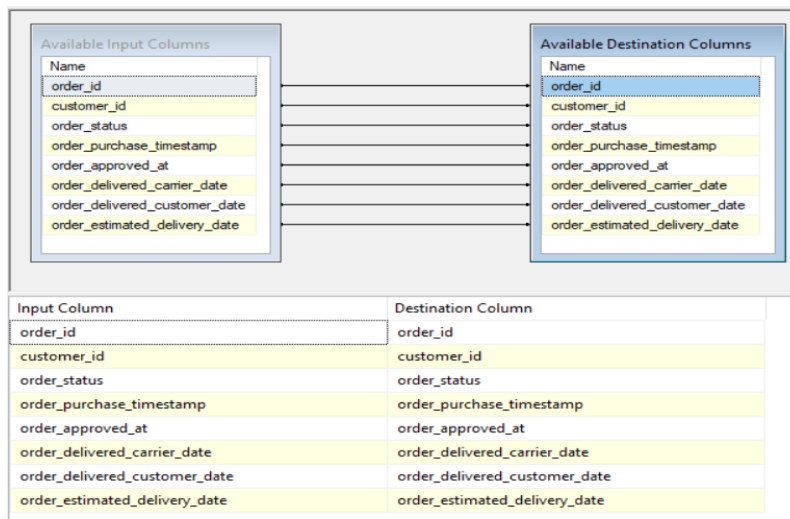 Available Input Columns
Name
order_id
customer_id
order_status
order_purchase_timestamp
order_approved_at
order_delivered_carrier_date
order_delivered_customer_date
order_estimated_delivery_date
Available Destination Columns
Name
order_id
customer_id
order_status
order_purchase_timestamp
order_approved_at
order_delivered_carrier_date
order_delivered_customer_date
order_estimated_delivery_date
Input Column Destination Column
order_id order_id
customer_id customer_id
order_status order_status
order_purchase_timestamp order_purchase_timestamp
order_approved_at order_approved_at
order_delivered_carrier_date order_delivered_carrier_date
order_delivered_customer_date order_delivered_customer_date
order_estimated_delivery_date order_estimated_delivery_date